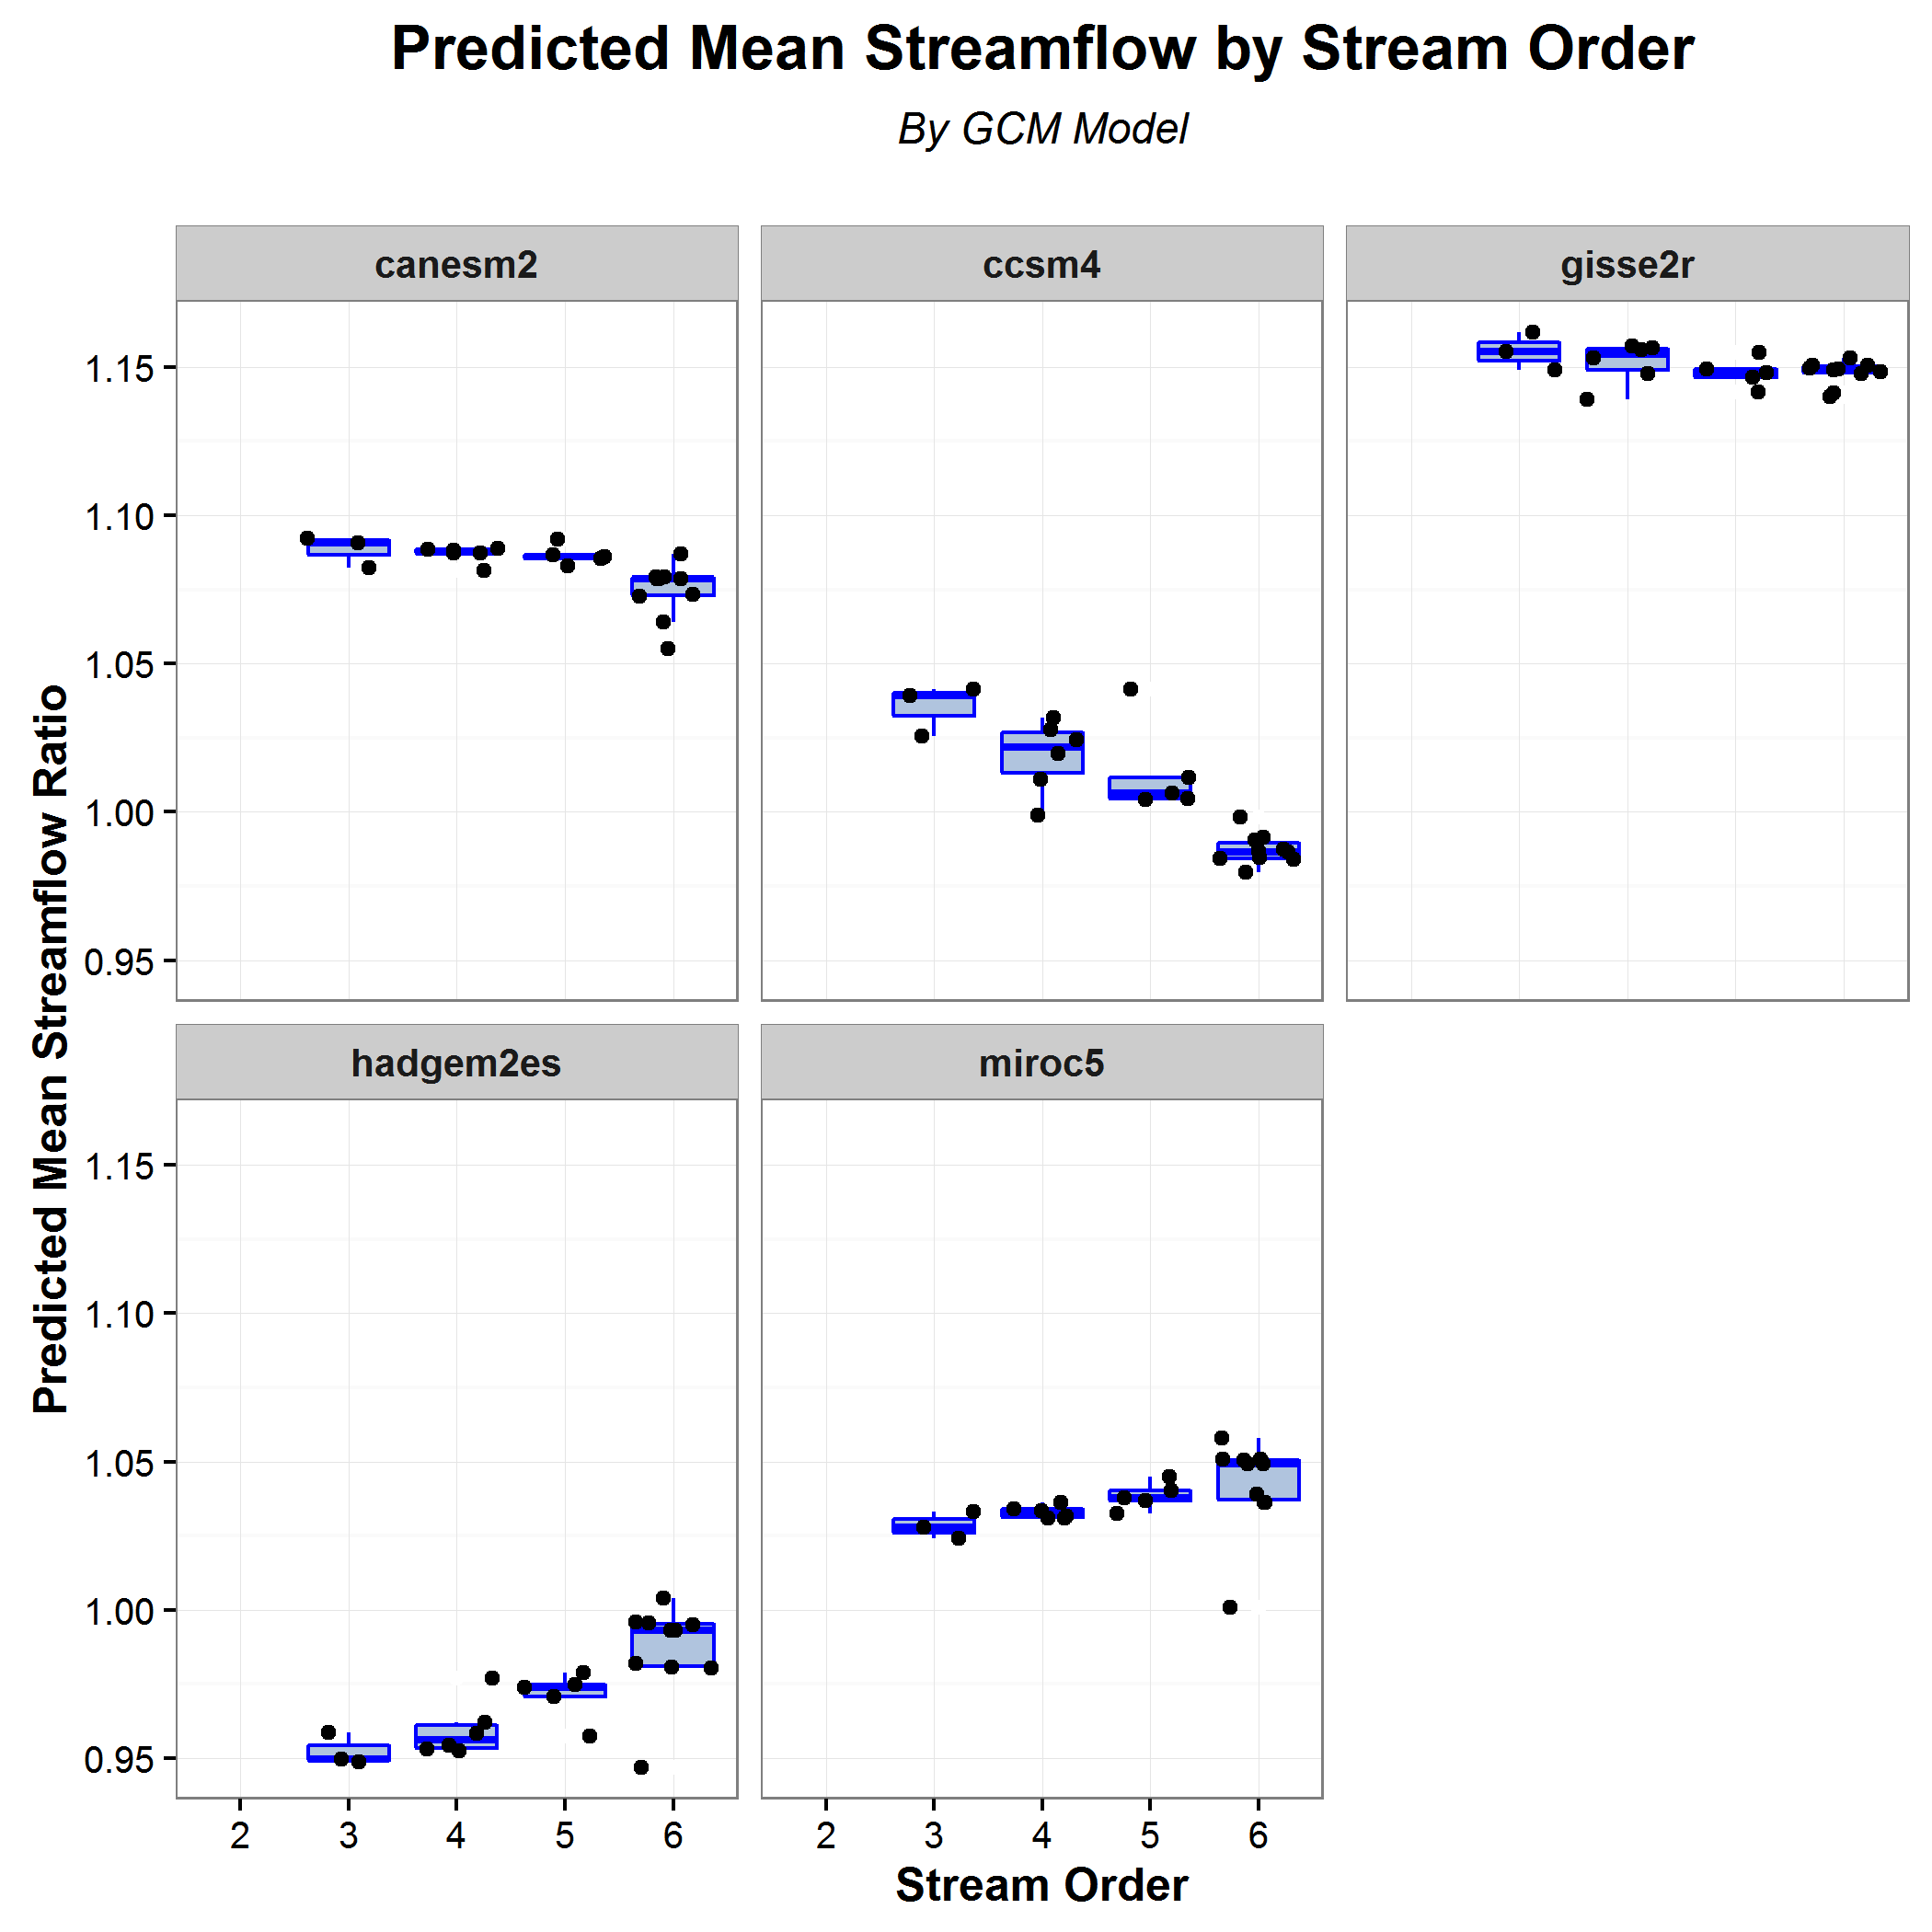 Predicted Mean Streamflow by Stream Order
By GCM Model
canesm2
ccsm4
gisse2r
1.15
1.10
1.05
1.00
0.95
Predicted Mean Streamflow Ratio
hadgem2es
miroc5
1.15
1.10
1.05
1.00
0.95
2 3 4 5 6
2 3 4 5 6
Stream Order